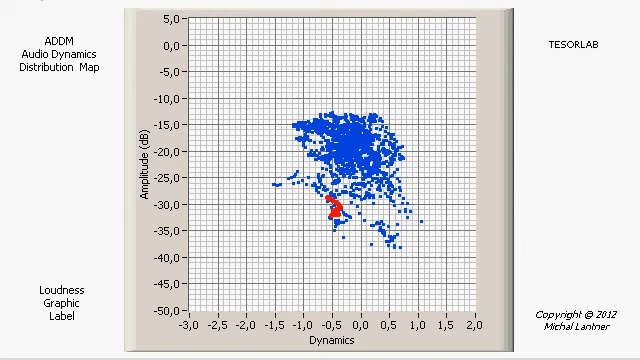 ADDM
Audio Dynamics
Distribution Map
TESORLAB
5,0
0,0
-5,0
-10,0
-15,0
-20,0
-25,0
-30,0
-35,0
-40,0
-45,0
-50,0
Amplitude (dB)
-3,0 -2,5 -2,0 -1,5 -1,0 -0,5 0,0 0,5 1,0 1,5 2,0
Dynamics
Loudness
Graphic
Label
Copyright © 2012
Michal Lantner